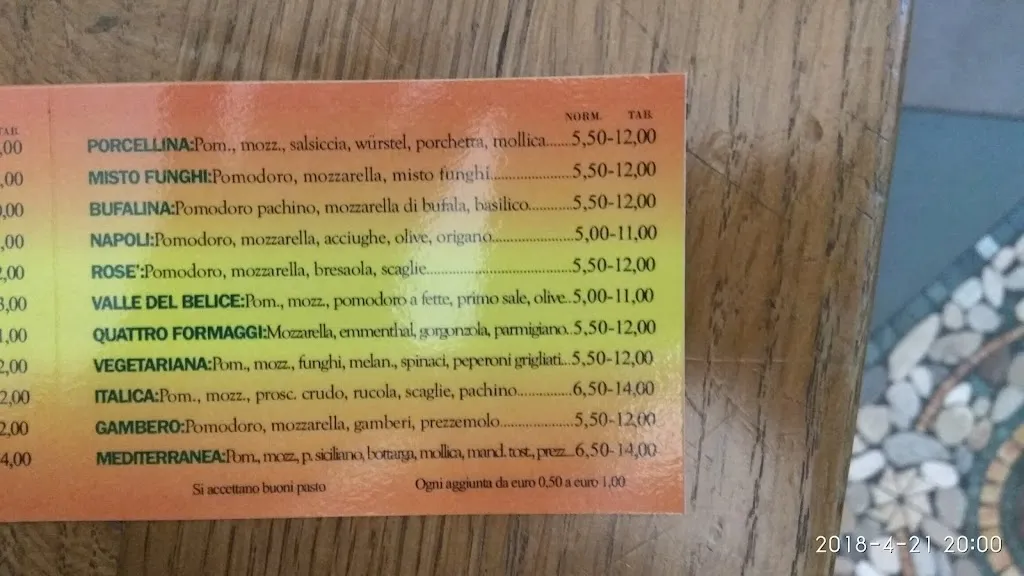 NORM. TAB.
TAB.
PORCELLINA:Pom., mozz., salsiccia, würstel, porchetta, mollica......5,50-12,00
,00
MISTO FUNGHI:Pomodoro, mozzarella, misto funghi....................5,50-12,00
,00
BUFALINA:Pomodoro pachino, mozzarella di bufala, basilico..........5,50-12,00
,00
NAPOLI:Pomodoro, mozzarella, acciughe, olive, origano....................5,00-11,00
,00
ROSE':Pomodoro, mozzarella, bresaola, scaglie...................................5,50-12,00
2,00
VALLE DEL BELICE:Pom., mozz., pomodoro a fette, primo sale, olive..5,00-11,00
3,00
QUATTRO FORMAGGI:Mozzarella, emmenthal, gorgonzola, parmigiano..5,50-12,00
1,00
VEGETARIANA:Pom., mozz., funghi, melan., spinaci, peperoni grigliati...5,50-12,00
2,00
ITALICA:Pom., mozz., prosc. crudo, rucola, scaglie, pachino.............6,50-14,00
2,00
GAMBERO:Pomodoro, mozzarella, gamberi, prezzemolo.................5,50-12,00
2,00
MEDITERRANEA:Pom., mozz., p. siciliano, bottarga, mollica, mand. tost., prezz...6,50-14,00
4,00
Si accettano buoni pasto Ogni aggiunta da euro 0,50 a euro 1,00
2018-4-21 20:00